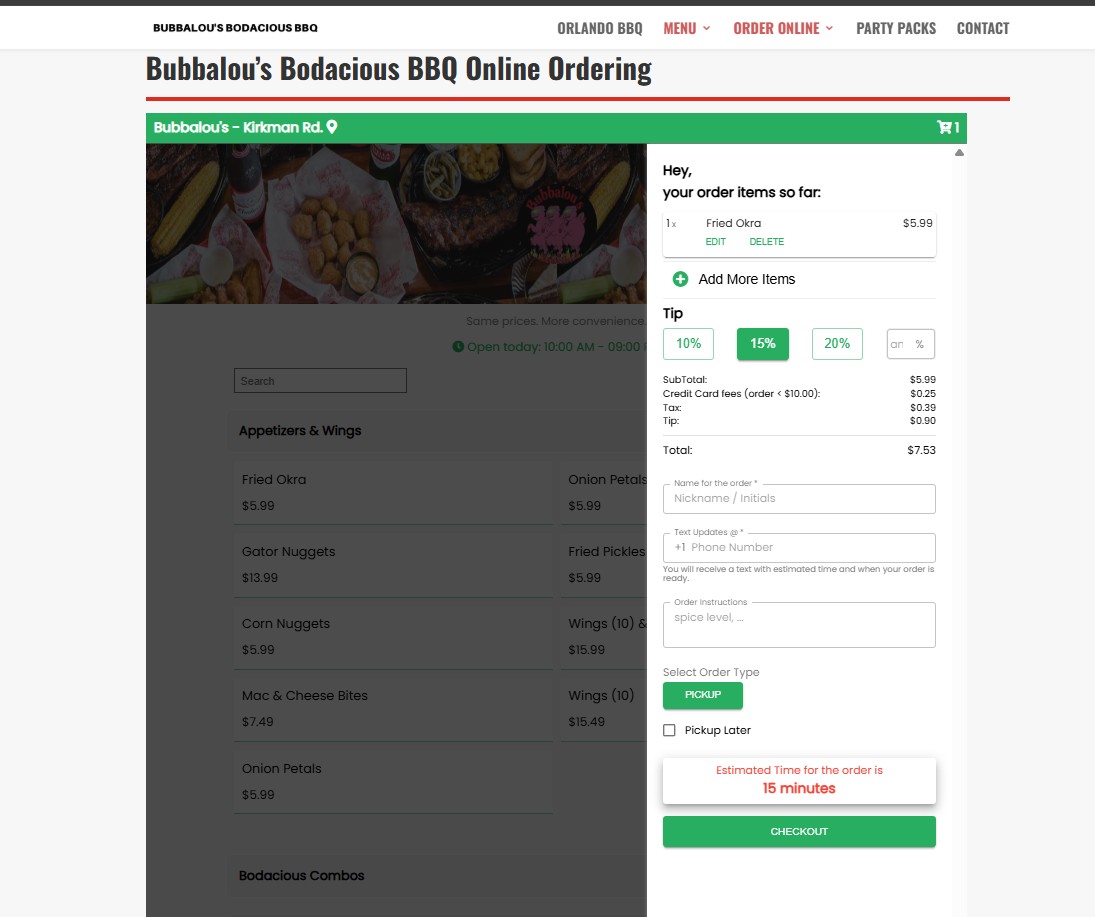 BUBBALOU'S BODACIOUS BBQ
ORLANDO BBQ
MENU
ORDER ONLINE
PARTY PACKS
CONTACT
Bubbalou's Bodacious BBQ Online Ordering
Bubbalou's - Kirkman Rd.
1
Bubbalou's
Same prices. More convenience.
Open today: 10:00 AM - 09:00
Search
Appetizers & Wings
Fried Okra
$5.99
Onion Petals
$5.99
Gator Nuggets
$13.99
Fried Pickles
$5.99
Corn Nuggets
$5.99
Wings (10) &
$15.99
Mac & Cheese Bites
$7.49
Wings (10)
$15.49
Onion Petals
$5.99
Bodacious Combos
Hey,
your order items so far:
1 x Fried Okra $5.99
EDIT DELETE
Add More Items
Tip
10% 15% 20% an %
SubTotal: $5.99
Credit Card fees (order < $10.00): $0.25
Tax: $0.39
Tip: $0.90
Total: $7.53
Name for the order *
Nickname / Initials
Text Updates @ *
+1 Phone Number
You will receive a text with estimated time and when your order is
ready.
Order Instructions
spice level, ...
Select Order Type
PICKUP
Pickup Later
Estimated Time for the order is
15 minutes
CHECKOUT